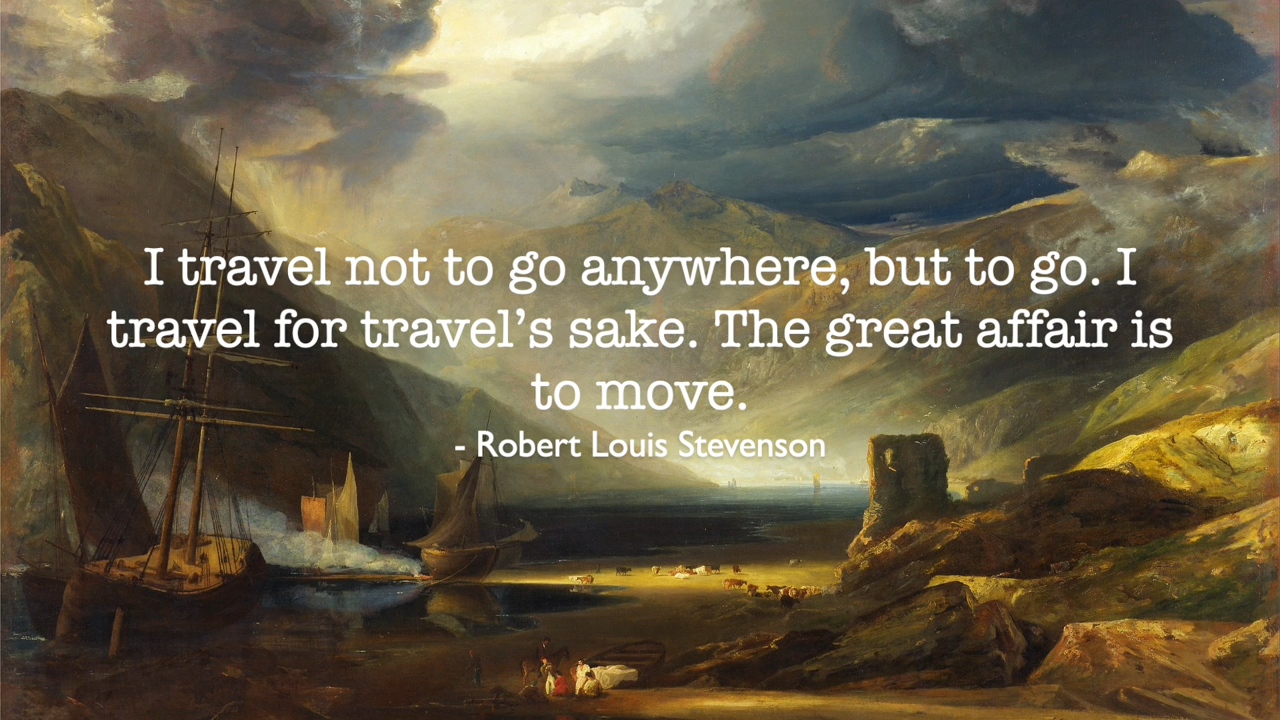 I travel not to go anywhere, but to go. I
travel for travel’s sake. The great affair is
to move.
- Robert Louis Stevenson